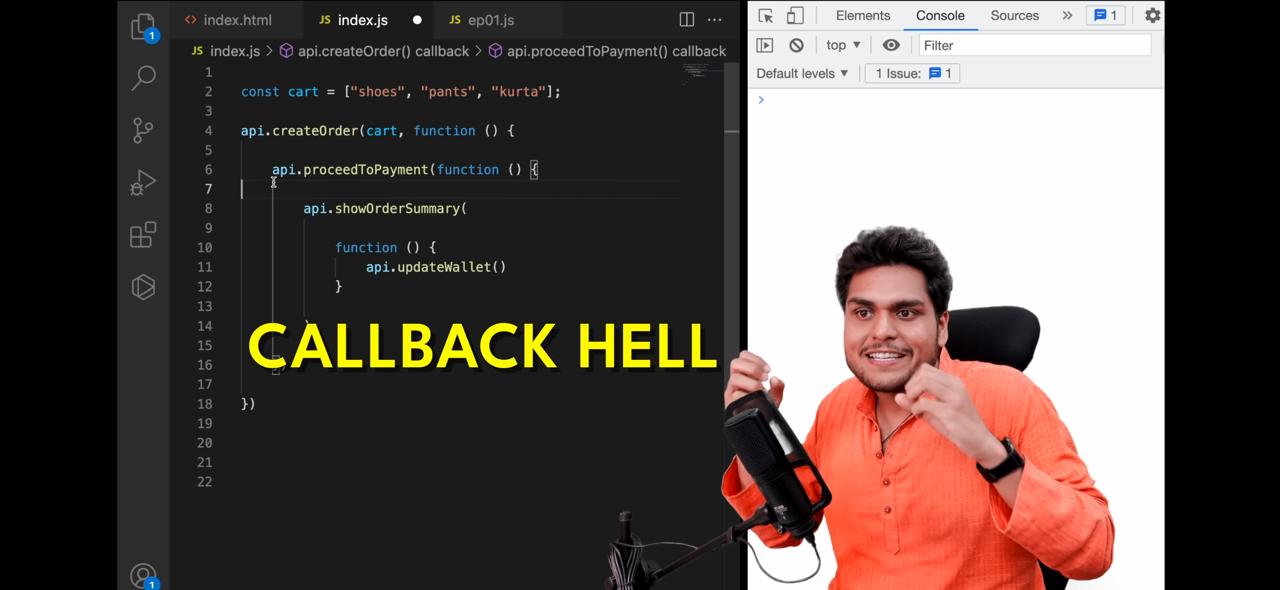 index.html
JS index.js
JS ep01.js
JS index.js > api.createOrder() callback > api.proceedToPayment() callback
1
2 const cart = ["shoes", "pants", "kurta"];
3
4 api.createOrder(cart, function () {
5
6 api.proceedToPayment(function () {
7
8 api.showOrderSummary(
9
10 function () {
11 api.updateWallet()
12 }
13
14
15
16
17
18 })
19
20
21
22
CALLBACK HELL
1
1
Elements Console Sources » 1
top ▼ Filter
Default levels ▼ 1 Issue: 1
>